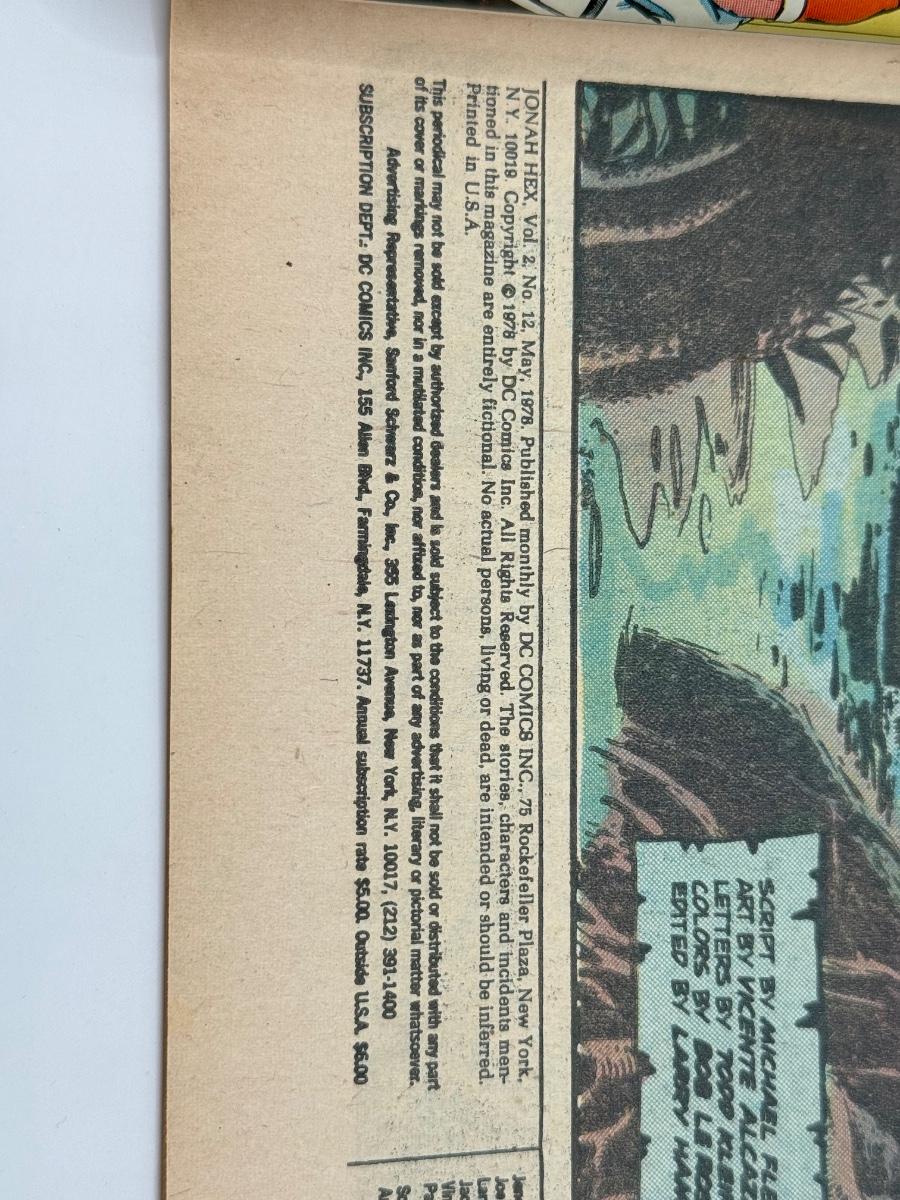 JONAH HEX, Vol. 2, No. 12, May, 1978. Published monthly by DC COMICS INC., 75 Rockefeller Plaza, New York,
N.Y. 10019. Copyright © 1978 by DC Comics Inc. All Rights Reserved. The stories, characters and incidents men-
tioned in this magazine are entirely fictional. No actual persons, living or dead, are intended or should be inferred.
Printed in U.S.A.
This periodical may not be sold except by authorized dealers and is sold subject to the conditions that it shall not be sold or distributed with any part
of its cover or markings removed, nor in a mutilated condition, nor affixed to, nor as part of any advertising, literary or pictorial matter whatsoever.
Advertising Representative, Sanford Schwarz & Co., Inc., 355 Lexington Avenue, New York, N.Y. 10017, (212) 391-1400
SUBSCRIPTION DEPT.: DC COMICS INC., 155 Allen Blvd., Farmingdale, N.Y. 11737. Annual subscription rate $5.00. Outside U.S.A. $6.00
SCRIPT BY MICHAEL FLE
ART BY VICENTE ALCAZ
LETTERS BY TODD KLEIN
COLORS BY BOB LE ROS
EDITED BY LARRY HAM